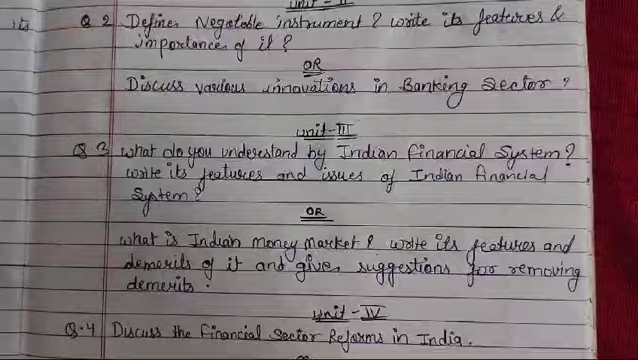 Unit - II
Q 2 Define Negotable instrument? write its features &
importance of it?
OR
Discuss various innovations in Banking Sector?
Unit-III
Q 3 what do you understand by Indian Financial System?
write its features and issues of Indian financial
System?
OR
what is Indian money market? write its features and
demerits of it and give suggestions for removing
demerits.
Unit - IV
Q.4 Discuss the Financial Sector Reforms in India.